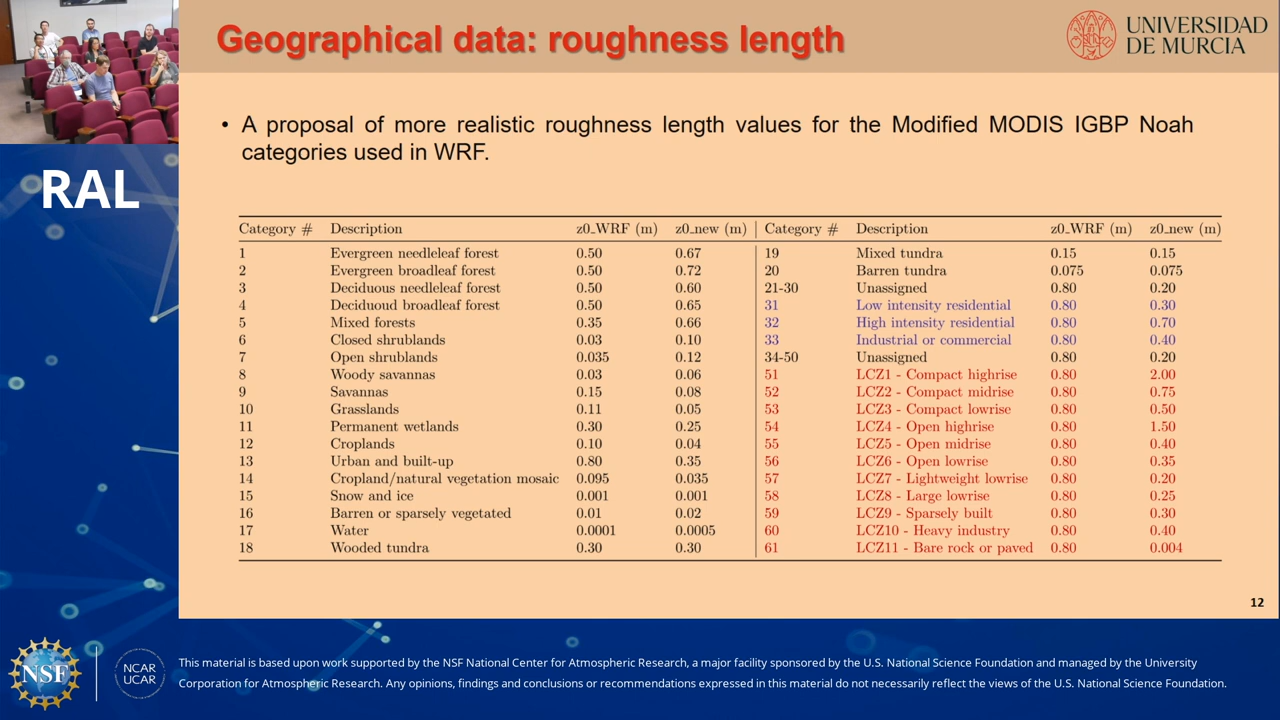 Geographical data: roughness length
UNIVERSIDAD
DE MURCIA
RAL
• A proposal of more realistic roughness length values for the Modified MODIS IGBP Noah
categories used in WRF.
Category # Description z0_WRF (m) z0_new (m) Category # Description z0_WRF (m) z0_new (m)
1 Evergreen needleleaf forest 0.50 0.67 19 Mixed tundra 0.15 0.15
2 Evergreen broadleaf forest 0.50 0.72 20 Barren tundra 0.075 0.075
3 Deciduous needleleaf forest 0.50 0.60 21-30 Unassigned 0.80 0.20
4 Deciduoud broadleaf forest 0.50 0.65 31 Low intensity residential 0.80 0.30
5 Mixed forests 0.35 0.66 32 High intensity residential 0.80 0.70
6 Closed shrublands 0.03 0.10 33 Industrial or commercial 0.80 0.40
7 Open shrublands 0.035 0.12 34-50 Unassigned 0.80 0.20
8 Woody savannas 0.03 0.06 51 LCZ1 - Compact highrise 0.80 2.00
9 Savannas 0.15 0.08 52 LCZ2 - Compact midrise 0.80 0.75
10 Grasslands 0.11 0.05 53 LCZ3 - Compact lowrise 0.80 0.50
11 Permanent wetlands 0.30 0.25 54 LCZ4 - Open highrise 0.80 1.50
12 Croplands 0.10 0.04 55 LCZ5 - Open midrise 0.80 0.40
13 Urban and built-up 0.80 0.35 56 LCZ6 - Open lowrise 0.80 0.35
14 Cropland/natural vegetation mosaic 0.095 0.035 57 LCZ7 - Lightweight lowrise 0.80 0.20
15 Snow and ice 0.001 0.001 58 LCZ8 - Large lowrise 0.80 0.25
16 Barren or sparsely vegetated 0.01 0.02 59 LCZ9 - Sparsely built 0.80 0.30
17 Water 0.0001 0.0005 60 LCZ10 - Heavy industry 0.80 0.40
18 Wooded tundra 0.30 0.30 61 LCZ11 - Bare rock or paved 0.80 0.004
12
NSF
NCAR
UCAR
This material is based upon work supported by the NSF National Center for Atmospheric Research, a major facility sponsored by the U.S. National Science Foundation and managed by the University
Corporation for Atmospheric Research. Any opinions, findings and conclusions or recommendations expressed in this material do not necessarily reflect the views of the U.S. National Science Foundation.